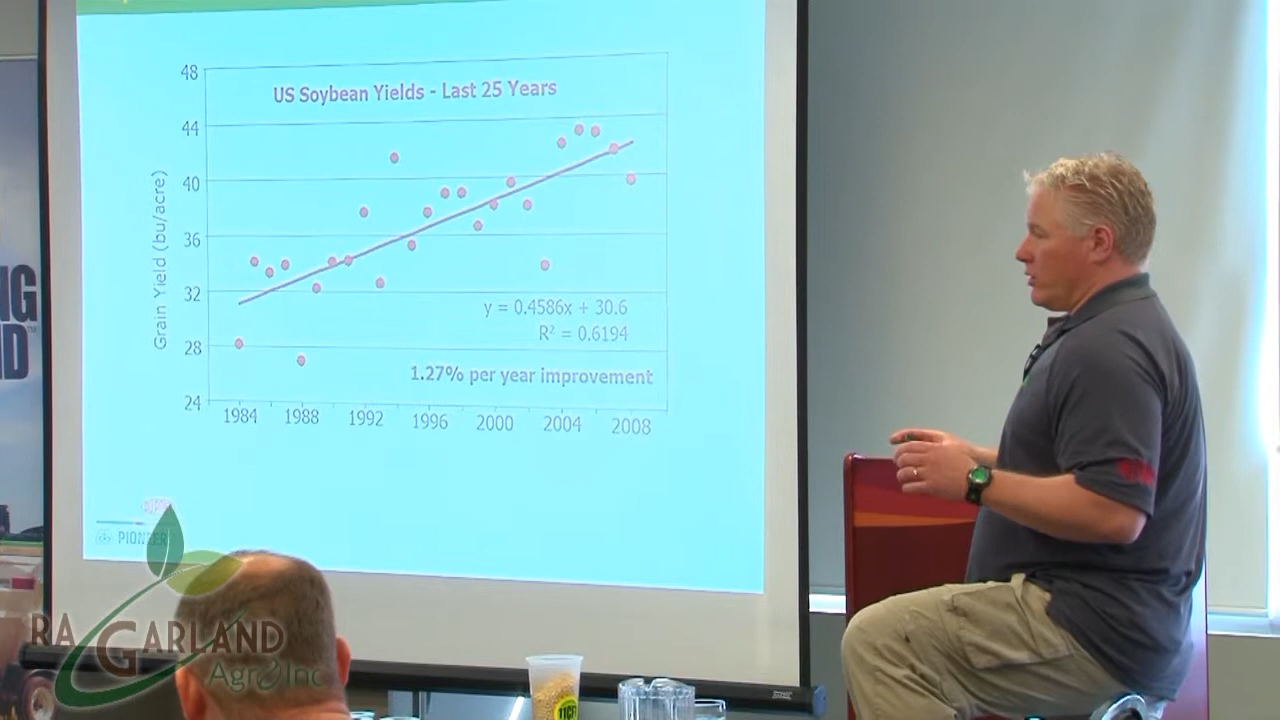 US Soybean Yields - Last 25 Years
48
44
40
36
32
28
24
Grain Yield (bu/acre)
y = 0.4586x + 30.6
R² = 0.6194
1.27% per year improvement
1984 1988 1992 1996 2000 2004 2008
PIONEER
NG
ND™
RA GARLAND
Agro Inc